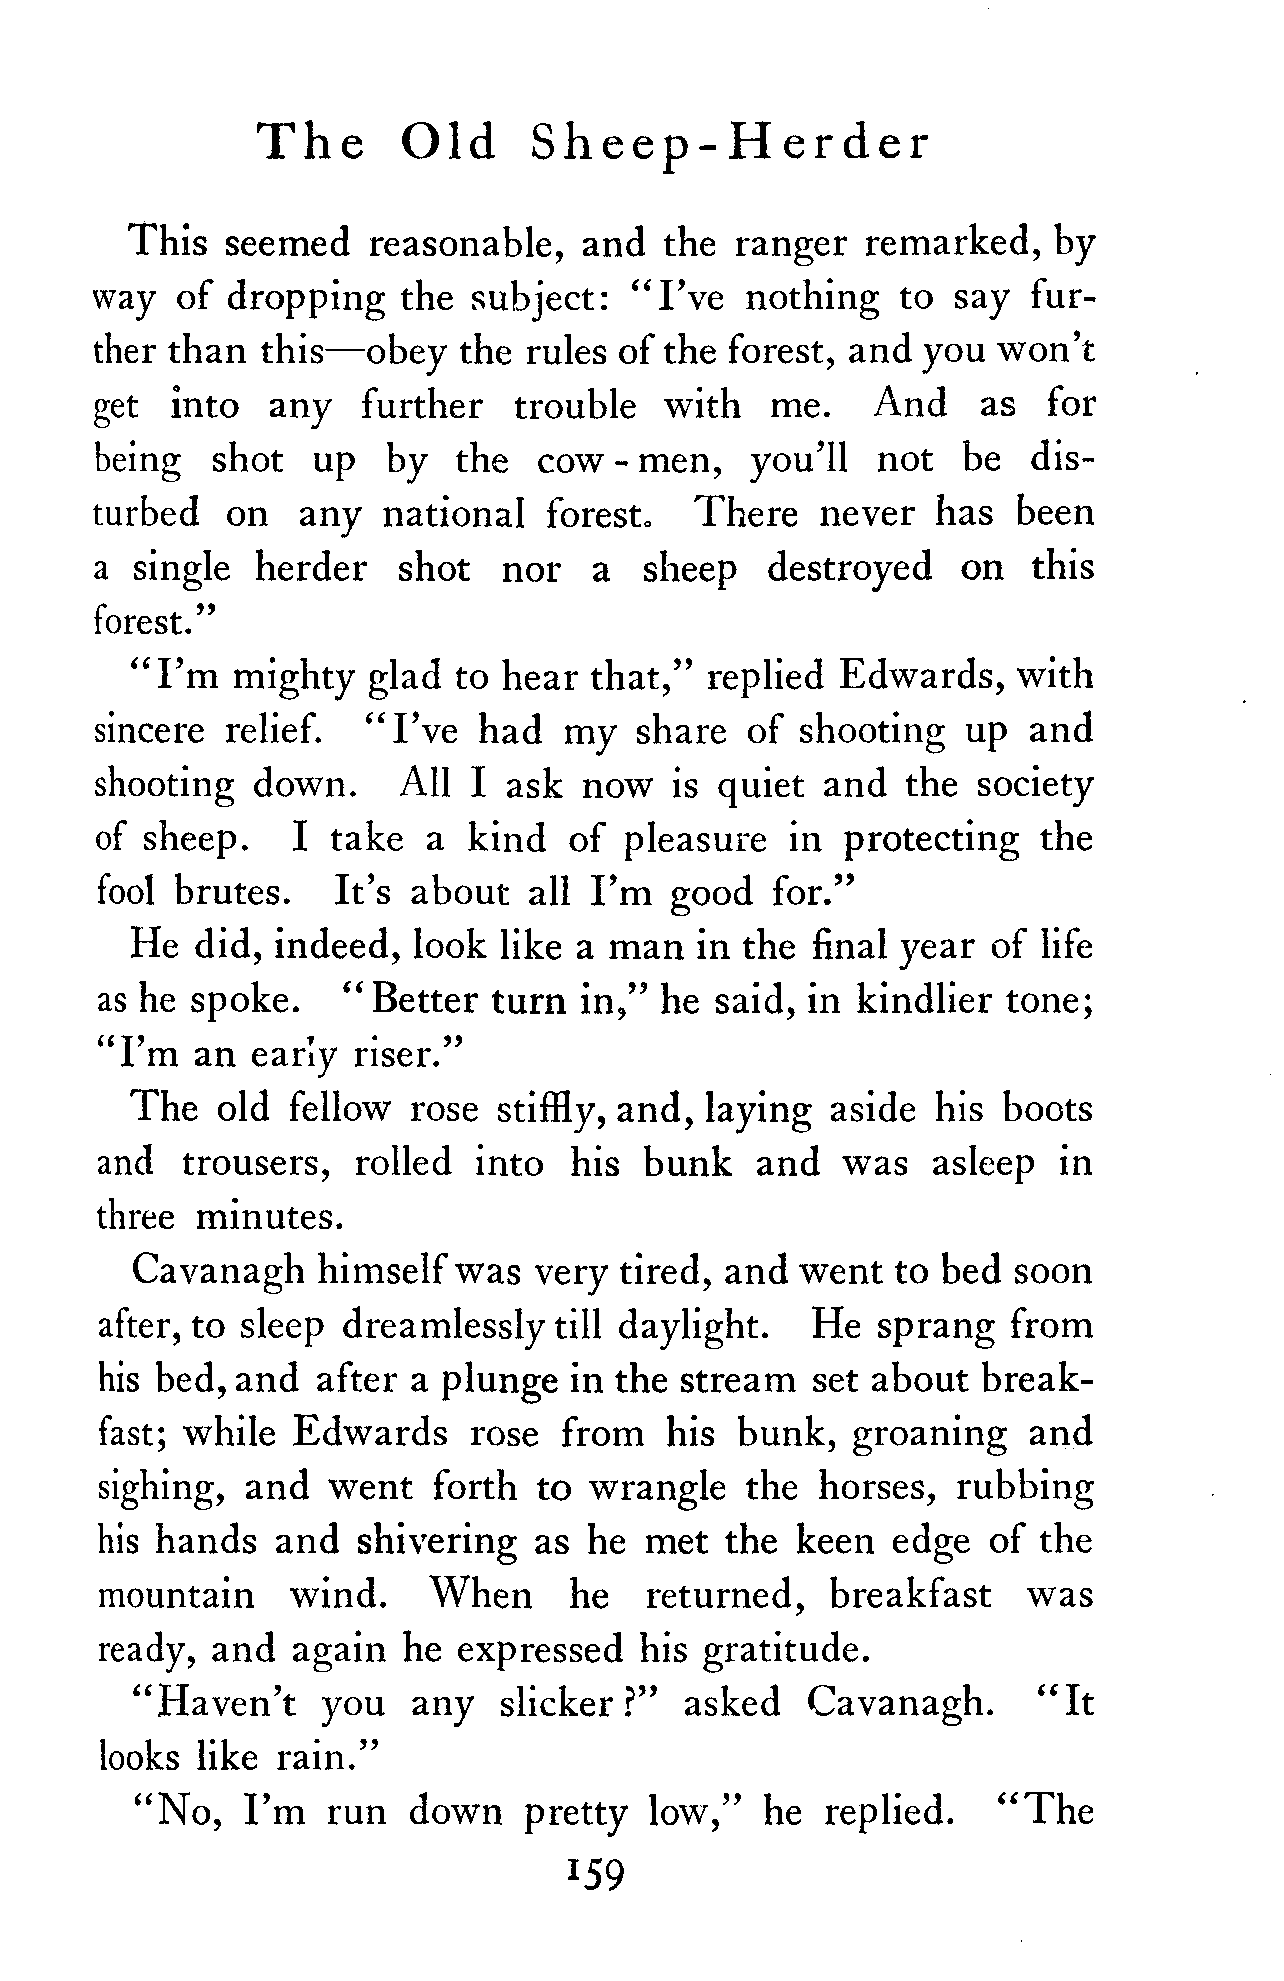 The Old Sheep-Herder
This seemed reasonable, and the ranger remarked, by
way of dropping the subject: "I've nothing to say fur-
ther than this—obey the rules of the forest, and you won't
get into any further trouble with me. And as for
being shot up by the cow-men, you'll not be dis-
turbed on any national forest. There never has been
a single herder shot nor a sheep destroyed on this
forest."
"I'm mighty glad to hear that," replied Edwards, with
sincere relief. "I've had my share of shooting up and
shooting down. All I ask now is quiet and the society
of sheep. I take a kind of pleasure in protecting the
fool brutes. It's about all I'm good for."
He did, indeed, look like a man in the final year of life
as he spoke. "Better turn in," he said, in kindlier tone;
"I'm an early riser."
The old fellow rose stiffly, and, laying aside his boots
and trousers, rolled into his bunk and was asleep in
three minutes.
Cavanagh himself was very tired, and went to bed soon
after, to sleep dreamlessly till daylight. He sprang from
his bed, and after a plunge in the stream set about break-
fast; while Edwards rose from his bunk, groaning and
sighing, and went forth to wrangle the horses, rubbing
his hands and shivering as he met the keen edge of the
mountain wind. When he returned, breakfast was
ready, and again he expressed his gratitude.
"Haven't you any slicker?" asked Cavanagh. "It
looks like rain."
"No, I'm run down pretty low," he replied. "The
159